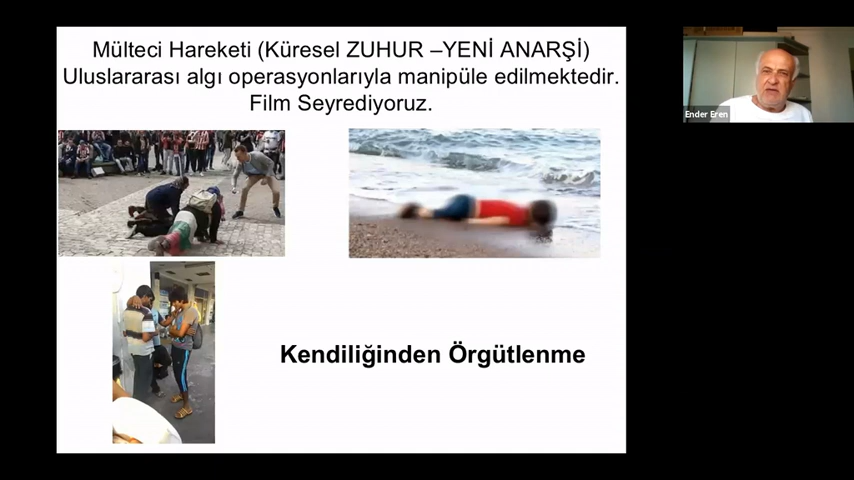 Mülteci Hareketi (Küresel ZUHUR –YENİ ANARŞİ)
Uluslararası algı operasyonlarıyla manipüle edilmektedir.
Film Seyrediyoruz.
Ender Eren
Kendiliğinden Örgütlenme